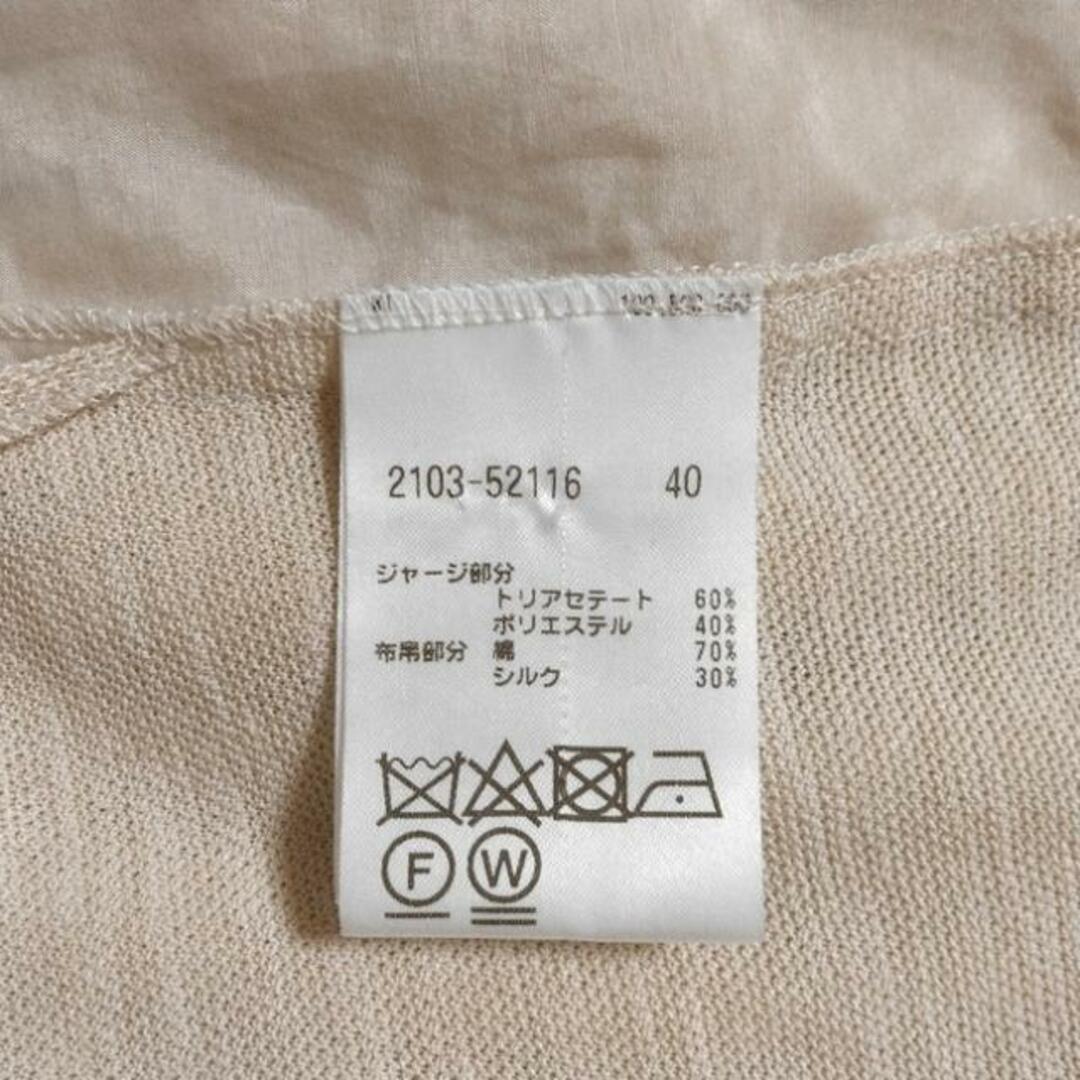 2103-52116 40
ジャージ部分
トリアセテート 60%
ポリエステル 40%
布帛部分 綿 70%
シルク 30%
F W